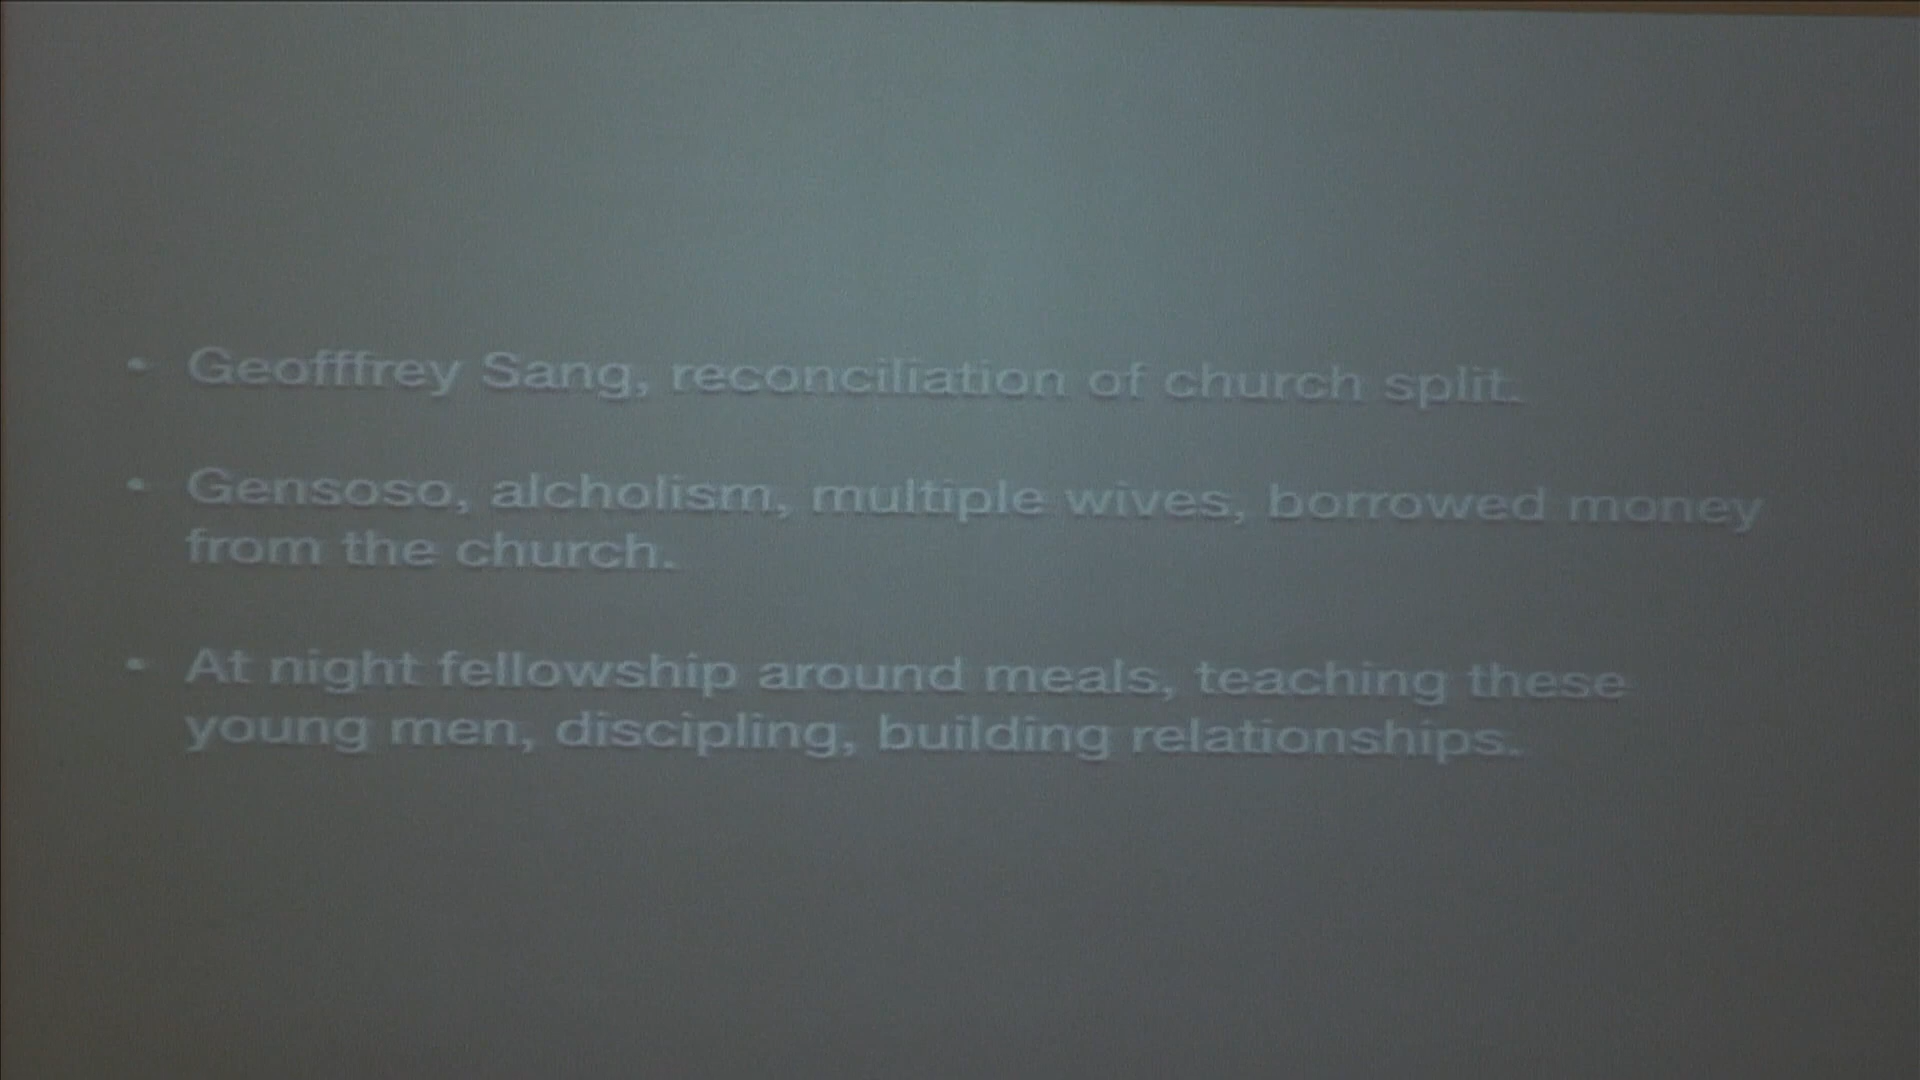 • Geoffffrey Sang, reconciliation of church split.
• Gensoso, alcholism, multiple wives, borrowed money
from the church.
• At night fellowship around meals, teaching these
young men, discipling, building relationships.